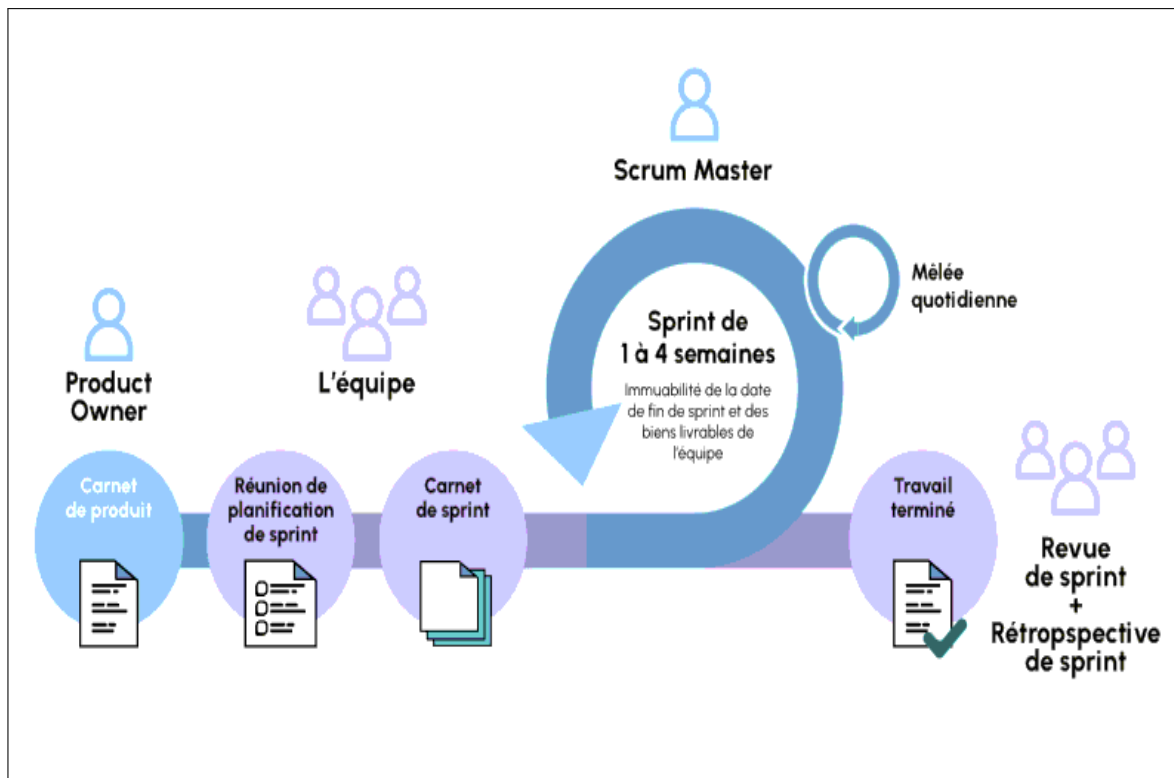 Scrum Master
Mêlée
quotidienne
Sprint de
1 à 4 semaines
Immuabilité de la date
de fin de sprint et des
biens livrables de
l'équipe
Product
Owner
L'équipe
Carnet
de produit
Réunion de
planification
de sprint
Carnet
de sprint
Travail
terminé
Revue
de sprint
+
Rétropspective
de sprint